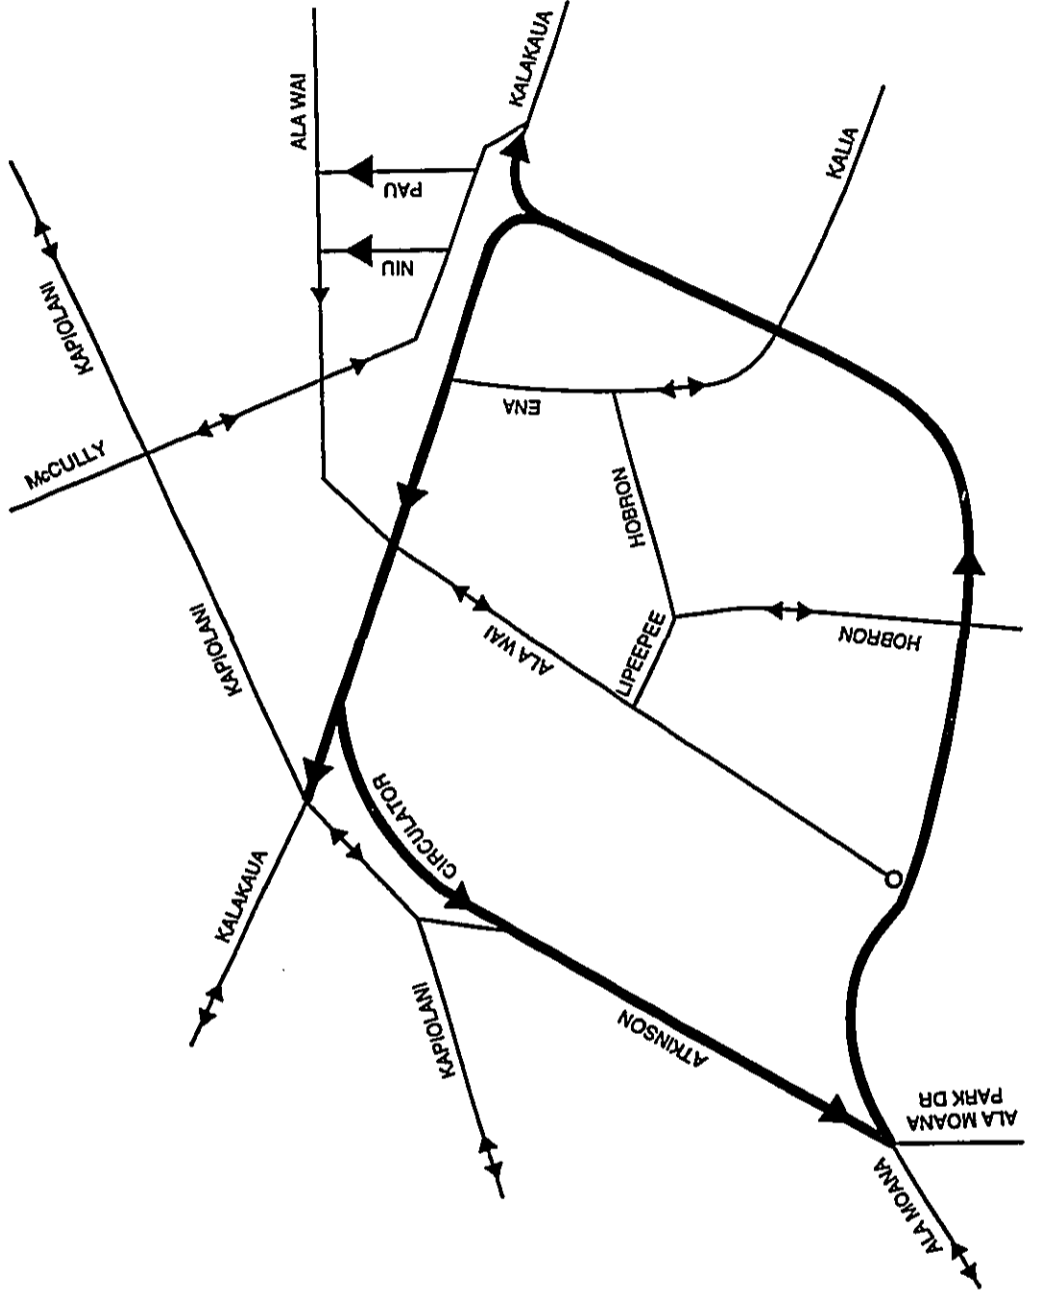 ALA WAI
KALAKAUA
PAU
NIU
KALIA
KAPIOLANI
McCULLY
ENA
HOBRON
KAPIOLANI
ALA WAI
LIPEEPEE
HOBRON
CIRCULATOR
KALAKAUA
KAPIOLANI
ATKINSON
ALA MOANA
PARK DR
ALA MOANA